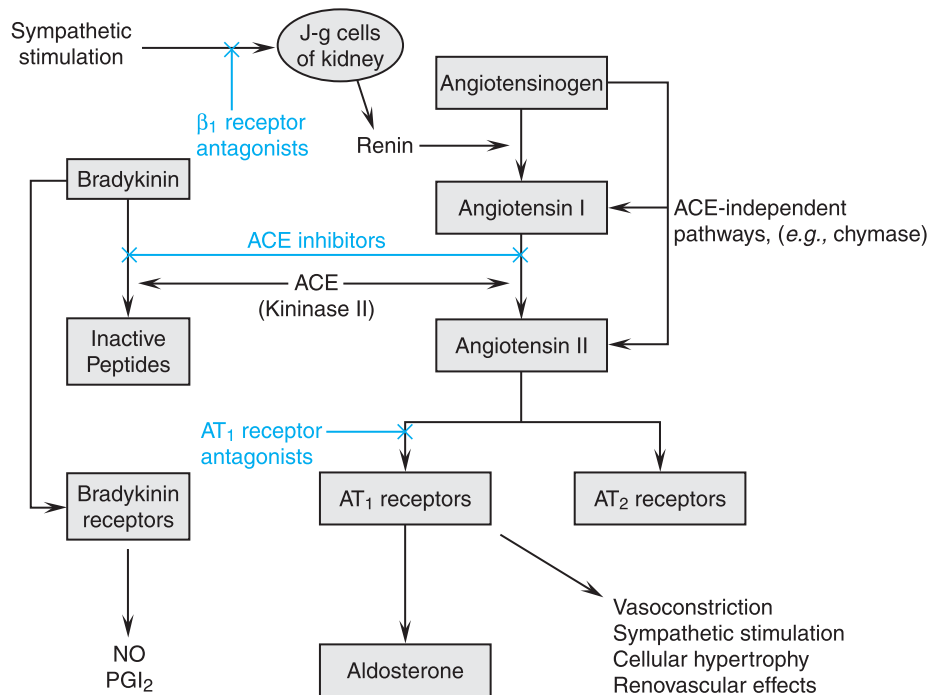 Sympathetic
stimulation
J-g cells
of kidney
Angiotensinogen
β₁ receptor
antagonists
Renin
Bradykinin
Angiotensin I
ACE-independent
pathways, (e.g., chymase)
ACE inhibitors
ACE
(Kininase II)
Inactive
Peptides
Angiotensin II
AT₁ receptor
antagonists
Bradykinin
receptors
AT₁ receptors
AT₂ receptors
Vasoconstriction
Sympathetic stimulation
Cellular hypertrophy
Renovascular effects
NO
PGI₂
Aldosterone